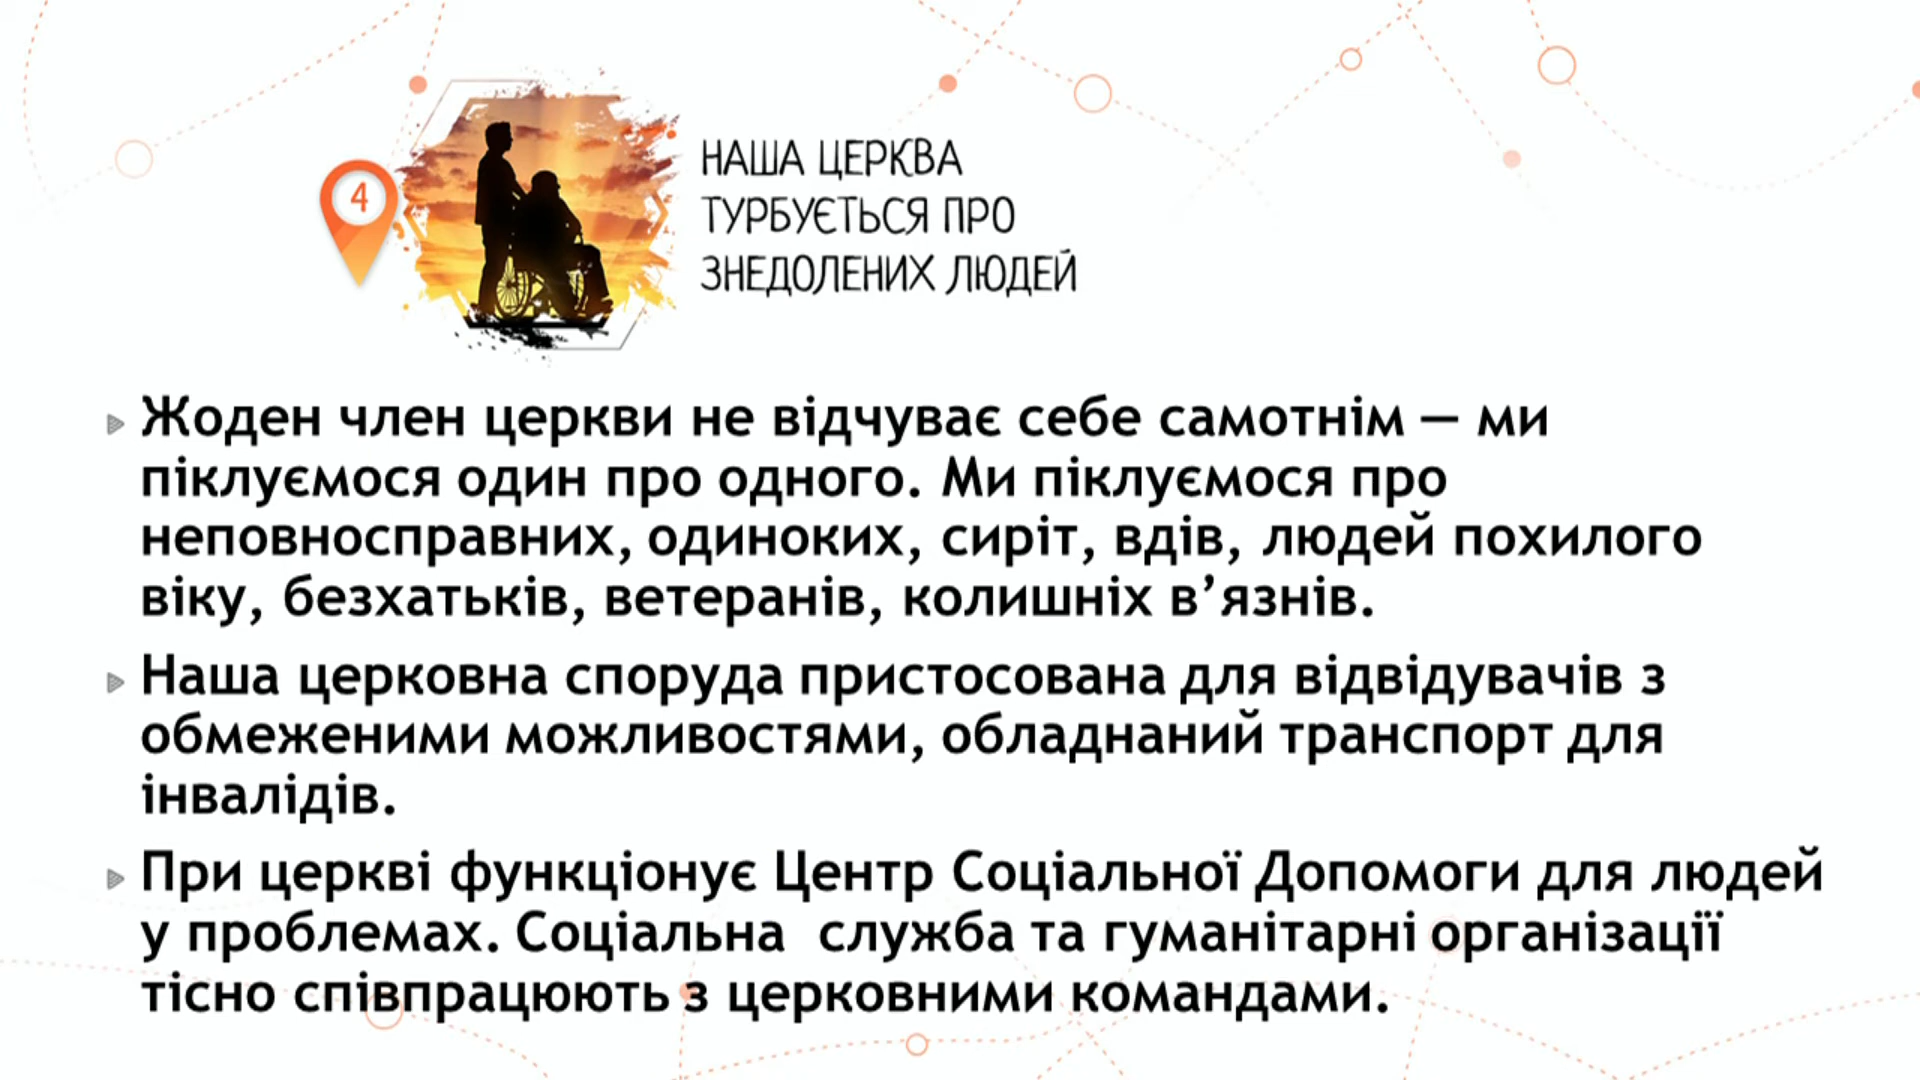 4
НАША ЦЕРКВА
ТУРБУЄТЬСЯ ПРО
ЗНЕДОЛЕНИХ ЛЮДЕЙ
Жоден член церкви не відчуває себе самотнім — ми
піклуємося один про одного. Ми піклуємося про
неповносправних, одиноких, сиріт, вдів, людей похилого
віку, безхатьків, ветеранів, колишніх в’язнів.
Наша церковна споруда пристосована для відвідувачів з
обмеженими можливостями, обладнаний транспорт для
інвалідів.
При церкві функціонує Центр Соціальної Допомоги для людей
у проблемах. Соціальна  служба та гуманітарні організації
тісно співпрацюють з церковними командами.